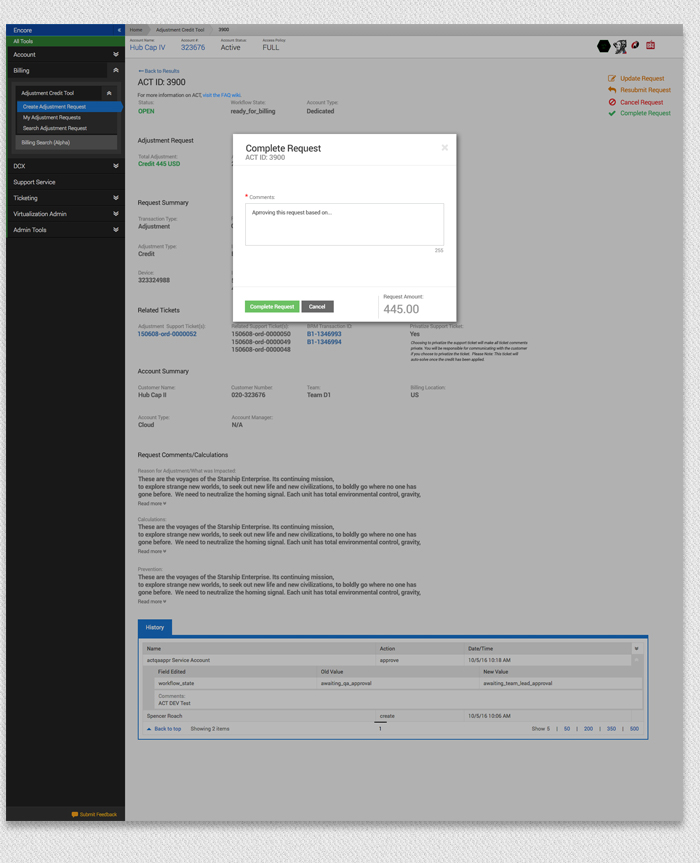 Encore
«
Home
Adjustment Credit Tool
3900
All Tools
Account
Billing
Adjustment Credit Tool
Create Adjustment Request
My Adjustment Requests
Search Adjustment Request
Billing Search (Alpha)
DCX
Support Service
Ticketing
Virtualization Admin
Admin Tools
Submit Feedback
Account Name
Hub Cap IV
Account #
323676
Account Status
Active
Access Policy
FULL
Back to Results
ACT ID: 3900
For more information on ACT, visit the FAQ wiki.
Update Request
Resubmit Request
Cancel Request
Complete Request
Status:
OPEN
Workflow State:
ready_for_billing
Account Type:
Dedicated
Adjustment Request
Total Adjustment:
Credit 445 USD
Request Summary
Transaction Type:
Adjustment
Adjustment Type:
Credit
Device:
323324988
Complete Request
ACT ID: 3900
* Comments:
Aprroving this request based on...
255
Complete Request
Cancel
Request Amount:
445.00
Related Tickets
Adjustment Support Ticket(s):
150608-ord-0000052
Related Support Ticket(s):
150608-ord-0000050
150608-ord-0000049
150608-ord-0000048
BRM Transaction ID:
B1-1346993
B1-1346994
Privatize Support Ticket:
Yes
Choosing to privatize the support ticket will make all ticket comments
private. You will be responsible for communicating with the customer
if you choose to privatize the ticket. Please Note: This ticket will
auto-solve once the credit has been applied.
Account Summary
Customer Name:
Hub Cap II
Customer Number:
020-323676
Team:
Team D1
Billing Location:
US
Account Type:
Cloud
Account Manager:
N/A
Request Comments/Calculations
Reason for Adjustment/What was impacted
These are the voyages of the Starship Enterprise. Its continuing mission,
to explore strange new worlds, to seek out new life and new civilizations, to boldly go where no one has
gone before. We need to neutralize the homing signal. Each unit has total environmental control, gravity,
Read more
Calculations:
These are the voyages of the Starship Enterprise. Its continuing mission,
to explore strange new worlds, to seek out new life and new civilizations, to boldly go where no one has
gone before. We need to neutralize the homing signal. Each unit has total environmental control, gravity,
Read more
Prevention:
These are the voyages of the Starship Enterprise. Its continuing mission,
to explore strange new worlds, to seek out new life and new civilizations, to boldly go where no one has
gone before. We need to neutralize the homing signal. Each unit has total environmental control, gravity,
Read more
History
Name
Action
Date/Time
actqaappr Service-Account
approve
10/5/16 10:18 AM
Field Edited
Old Value
New Value
workflow_state
awaiting_qa_approval
awaiting_team_lead_approval
Comments:
ACT DEV Test
Spencer Roach
create
10/5/16 10:06 AM
Back to top
Showing 2 items
1
Show 5 | 50 | 200 | 350 | 500